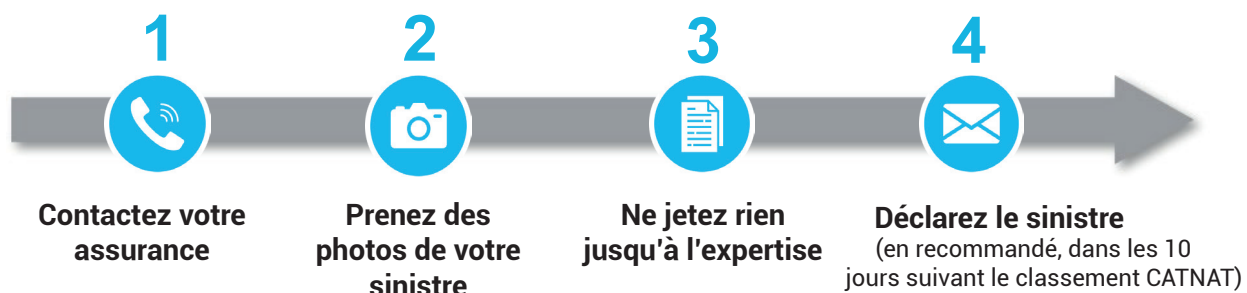 1
2
3
4
Contactez votre
assurance
Prenez des
photos de votre
sinistre
Ne jetez rien
jusqu'à l'expertise
Déclarez le sinistre
(en recommandé, dans les 10
jours suivant le classement CATNAT)